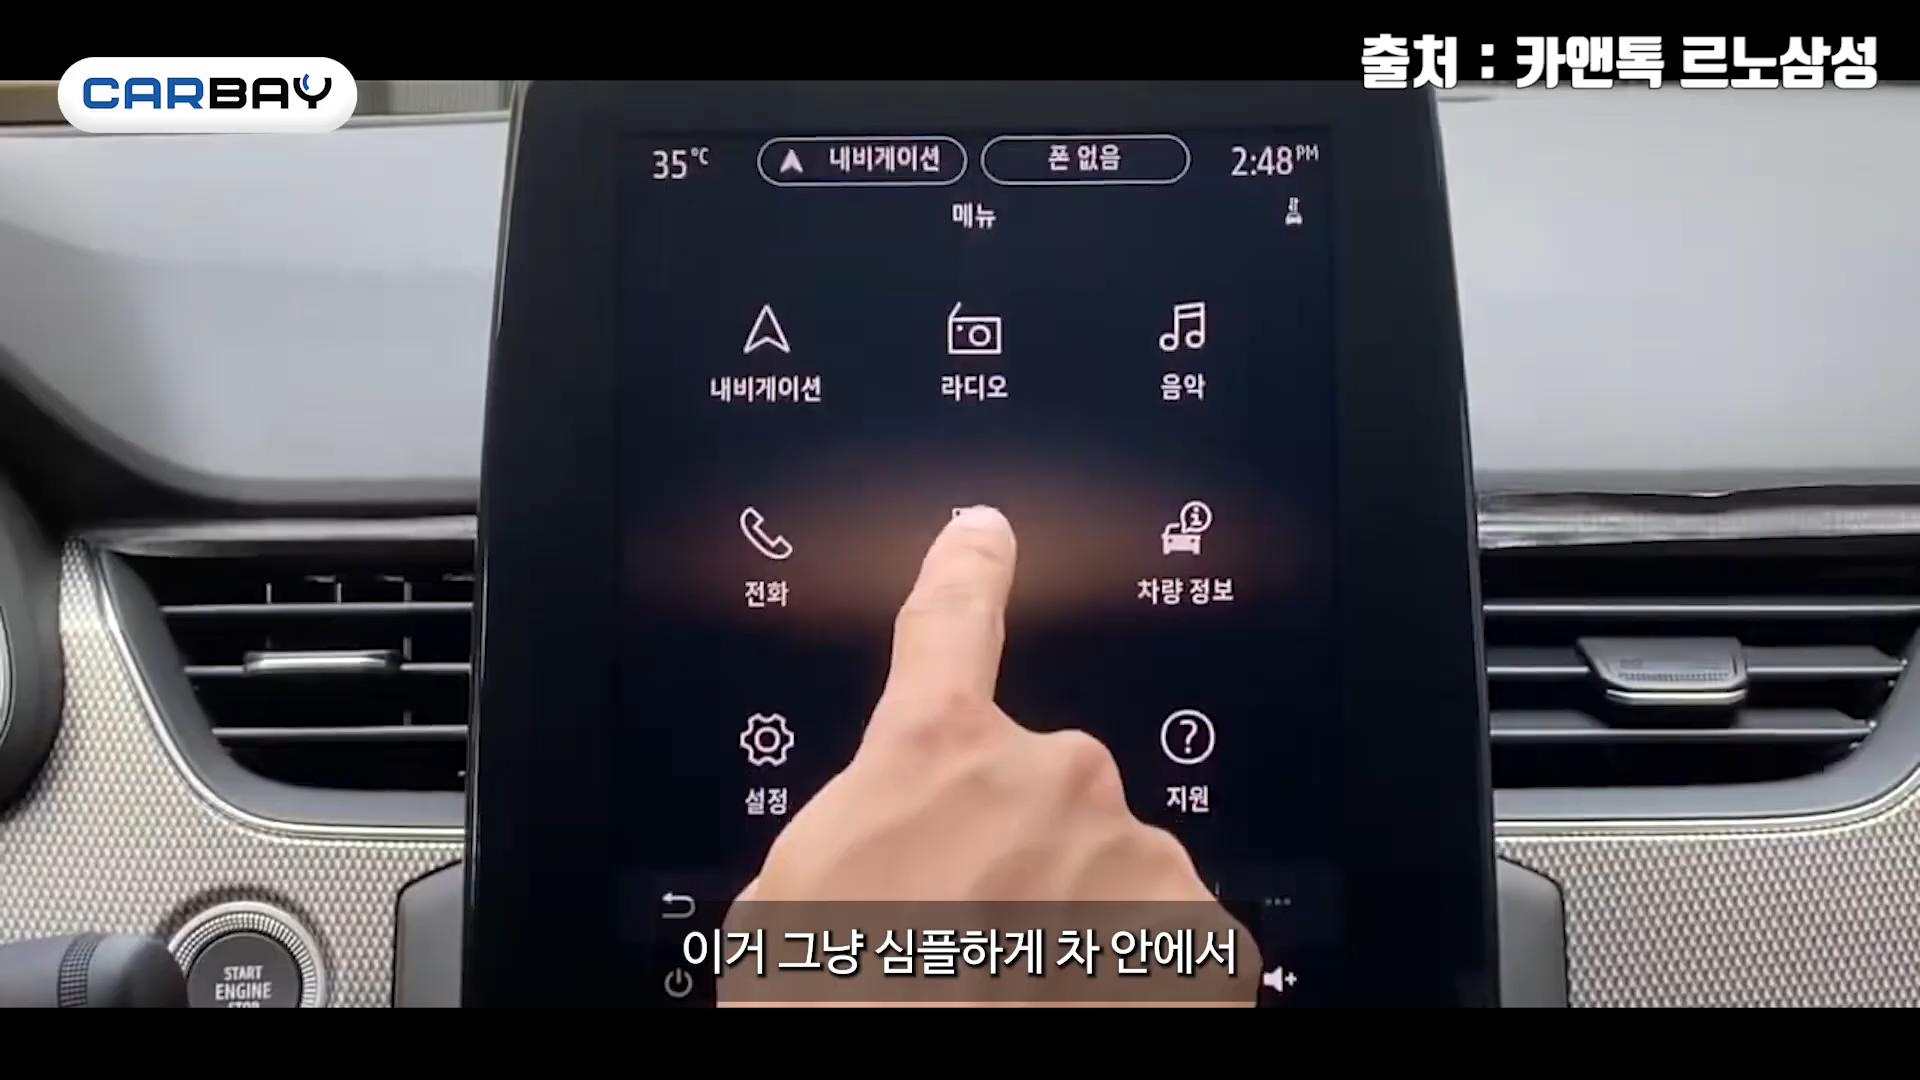 출처 : 카앤톡 르노삼성
CARBAY
35°C
내비게이션
폰 없음
2:48PM
메뉴
내비게이션
라디오
음악
전화
차량 정보
설정
지원
이거 그냥 심플하게 차 안에서
START
ENGINE